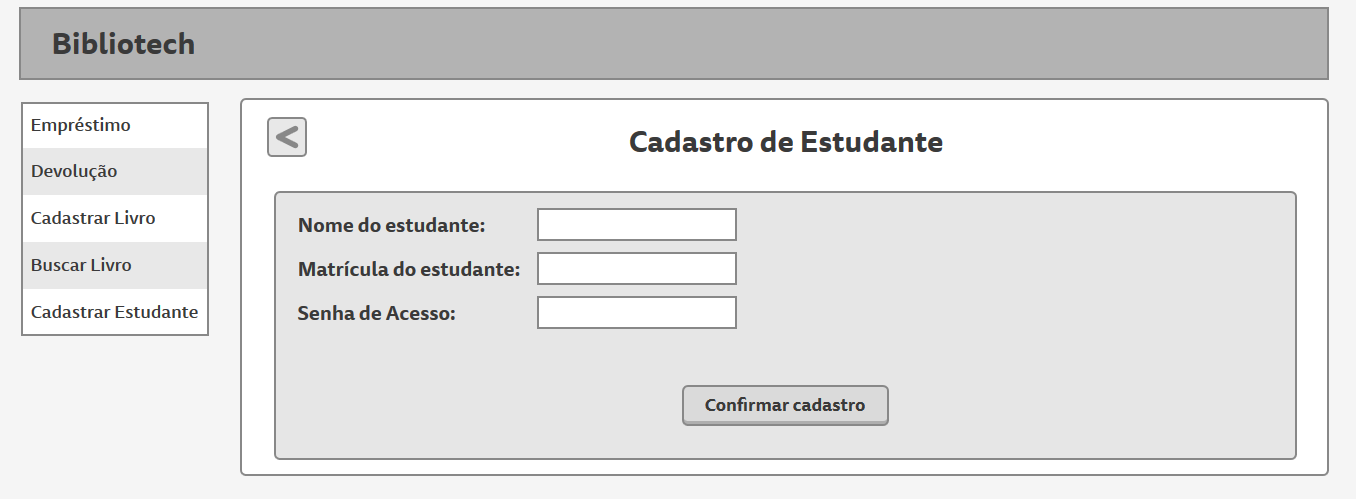 Bibliotech
Empréstimo
Devolução
Cadastrar Livro
Buscar Livro
Cadastrar Estudante
<
Cadastro de Estudante
Nome do estudante:
Matrícula do estudante:
Senha de Acesso:
Confirmar cadastro